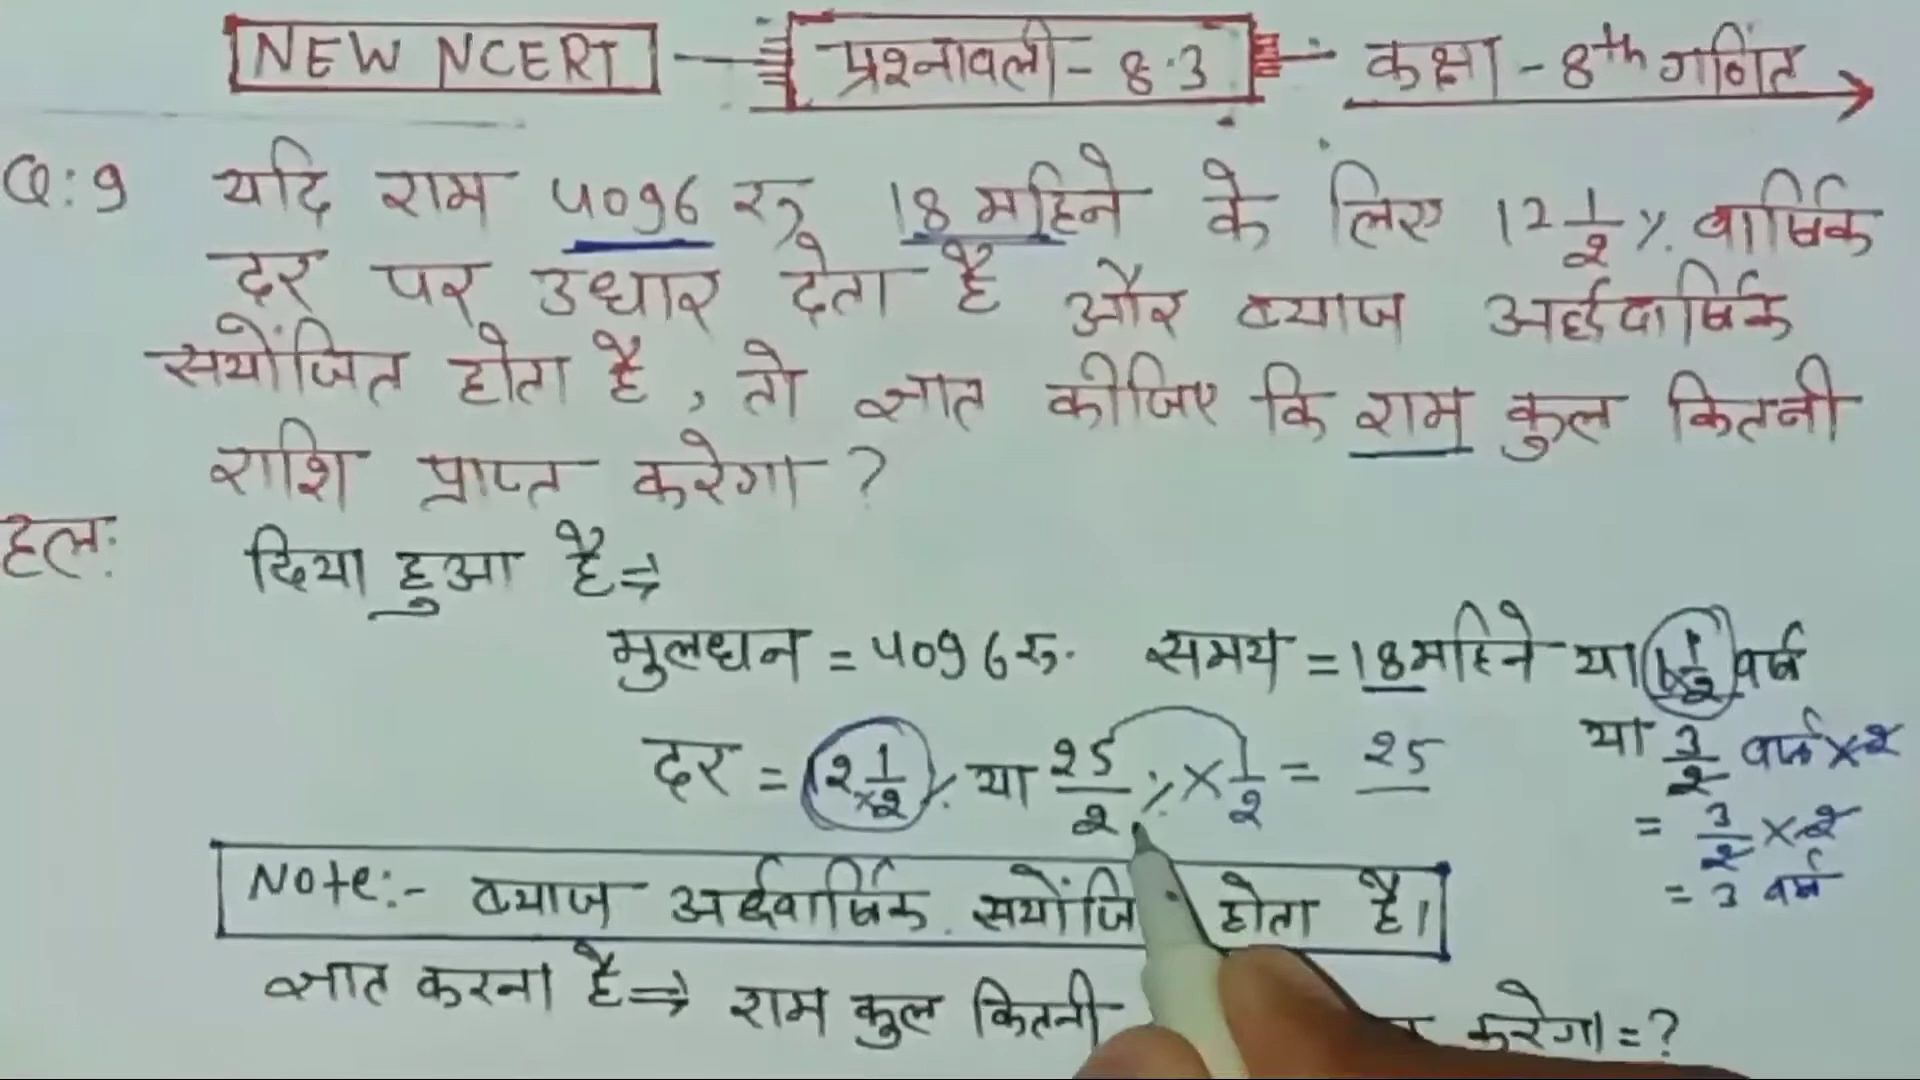 NEW NCERT प्रश्नावली - 8.3 कक्षा - 8th गणित
Q:9 यदि राम 4096 रु, 18 महिने के लिए 12 1/2 % वार्षिक
दर पर उधार देता है और ब्याज अर्द्धवार्षिक
सयोंजित होता है, तो ज्ञात कीजिए कि राम कुल कितनी
राशि प्राप्त करेगा ?
हल: दिया हुआ है ⇒
मुलधन = 4096 रु. समय = 18 महिने या 1 1/2 वर्ष
दर = 12 1/2 % या 25/2 % × 1/2 = 25
या 3/2 वर्ष × 2
= 3/2 × 2
= 3 वर्ष
Note:- ब्याज अर्द्धवार्षिक सयोंजि होता है।
ज्ञात करना है ⇒ राम कुल कितनी करेगा = ?